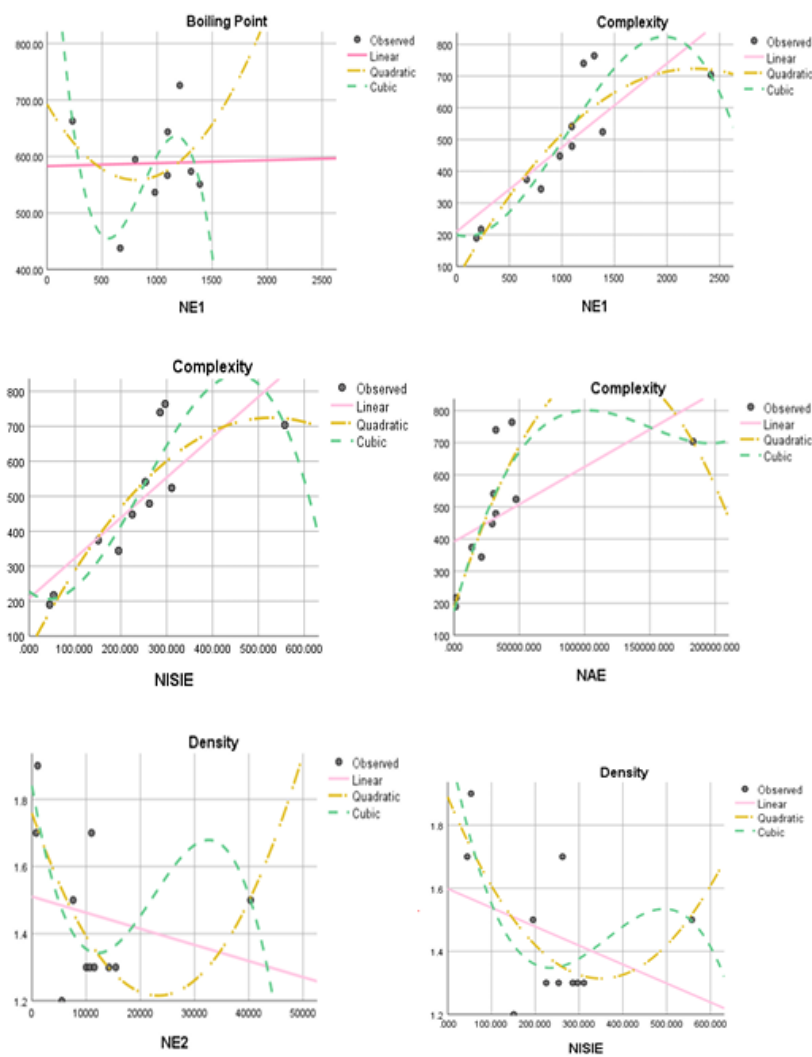 Boiling Point
800.00
700.00
600.00
500.00
400.00
0 500 1000 1500 2000 2500
NE1
Observed
Linear
Quadratic
Cubic
Complexity
800
700
600
500
400
300
200
100
0 500 1000 1500 2000 2500
NE1
Observed
Linear
Quadratic
Cubic
Complexity
800
700
600
500
400
300
200
100
.000 100.000 200.000 300.000 400.000 500.000 600.000
NISIE
Observed
Linear
Quadratic
Cubic
Complexity
800
700
600
500
400
300
200
100
.000 50000.000 100000.000 150000.000 200000.000
NAE
Observed
Linear
Quadratic
Cubic
Density
1.8
1.6
1.4
1.2
0 10000 20000 30000 40000 50000
NE2
Observed
Linear
Quadratic
Cubic
Density
1.8
1.6
1.4
1.2
.000 100.000 200.000 300.000 400.000 500.000 600.000
NISIE
Observed
Linear
Quadratic
Cubic